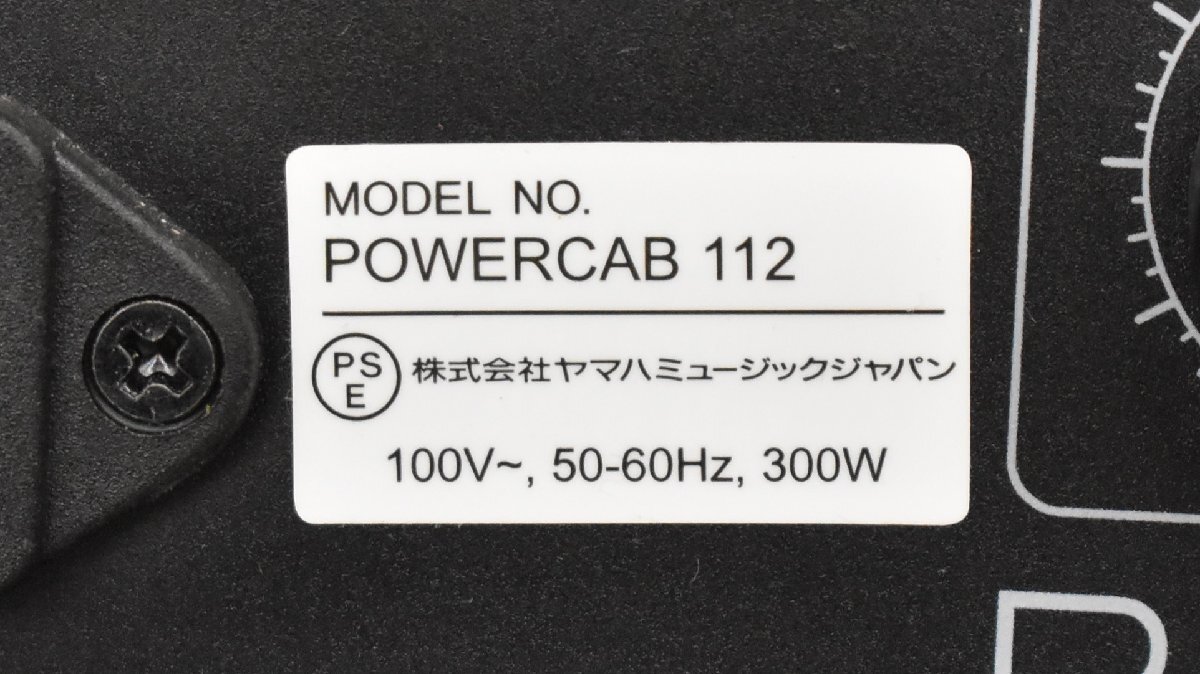 MODEL NO.
POWERCAB 112
PSE 株式会社ヤマハミュージックジャパン
100V~, 50-60Hz, 300W